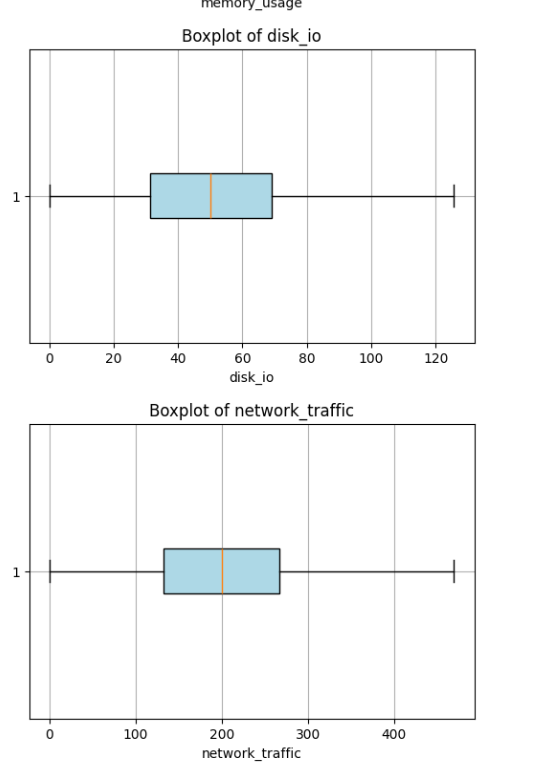 memory_usage
Boxplot of disk_io
1
0 20 40 60 80 100 120
disk_io
Boxplot of network_traffic
1
0 100 200 300 400
network_traffic